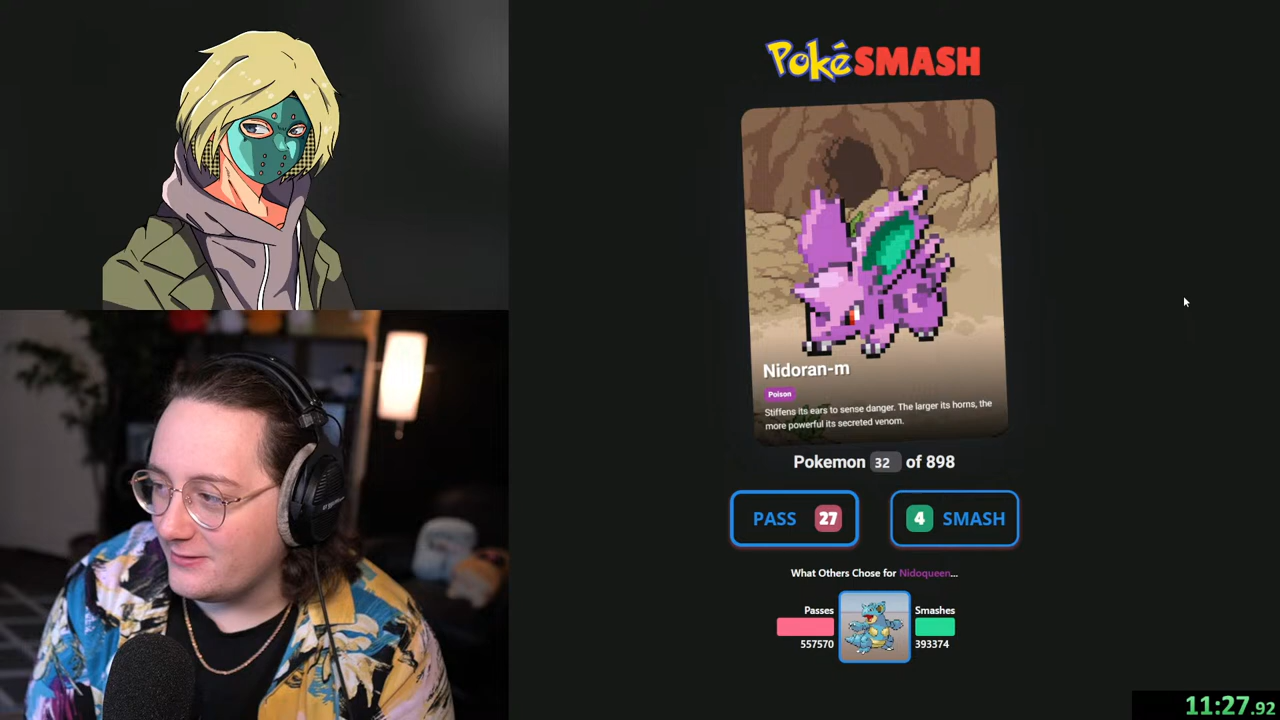 PokéSMASH
Nidoran-m
Poison
Stiffens its ears to sense danger. The larger its horns, the
more powerful its secreted venom.
Pokemon 32 of 898
PASS 27
4 SMASH
What Others Chose for Nidoqueen...
Passes
557570
Smashes
393374
11:27.92